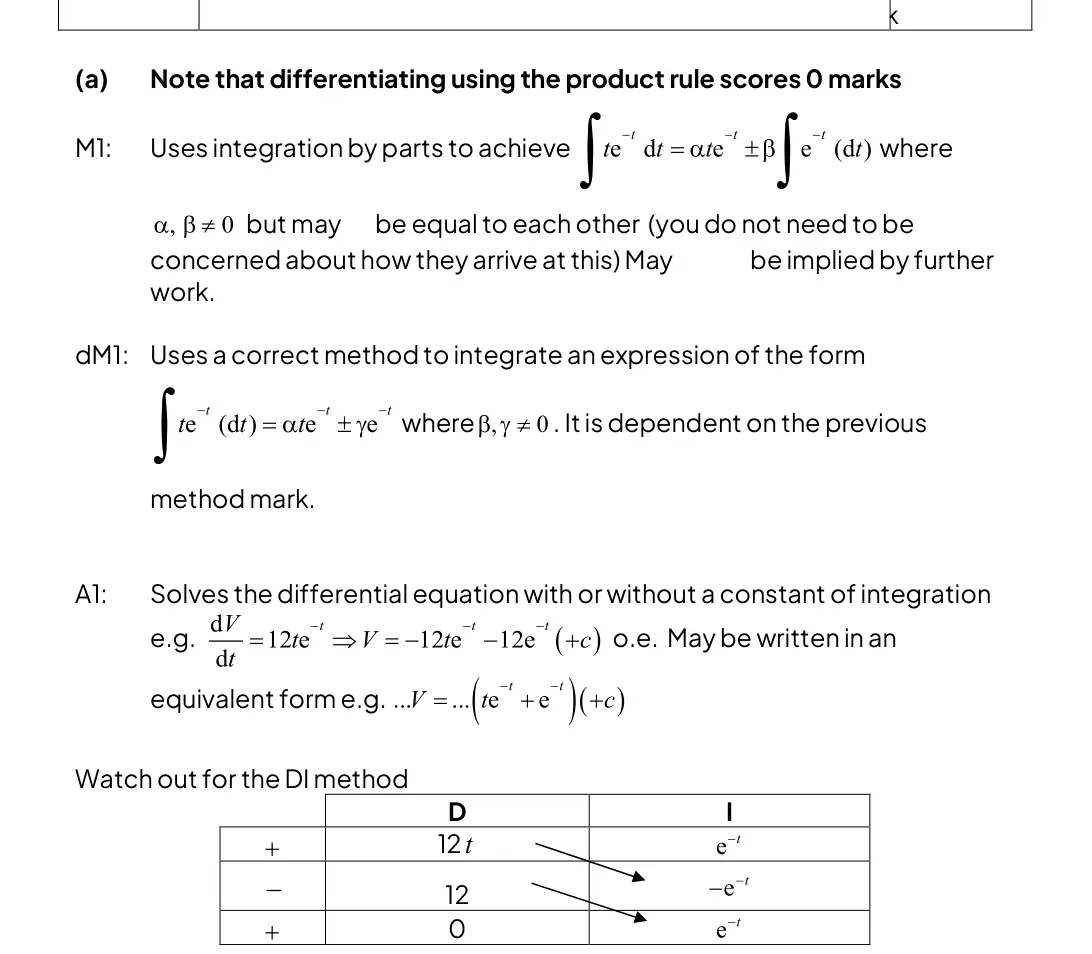 (a) Note that differentiating using the product rule scores 0 marks
M1: Uses integration by parts to achieve ∫te⁻ᵗ dt = αte⁻ᵗ ± β∫e⁻ᵗ (dt) where
α, β ≠ 0 but may be equal to each other (you do not need to be
concerned about how they arrive at this) May be implied by further
work.
dM1: Uses a correct method to integrate an expression of the form
∫te⁻ᵗ (dt) = αte⁻ᵗ ± γe⁻ᵗ where β, γ ≠ 0. It is dependent on the previous
method mark.
A1: Solves the differential equation with or without a constant of integration
e.g. dV/dt = 12te⁻ᵗ ⇒ V = −12te⁻ᵗ −12e⁻ᵗ (+c) o.e. May be written in an
equivalent form e.g. ...V = ...(te⁻ᵗ + e⁻ᵗ)(+c)
Watch out for the DI method
D I
+ 12t e⁻ᵗ
− 12 −e⁻ᵗ
+ 0 e⁻ᵗ